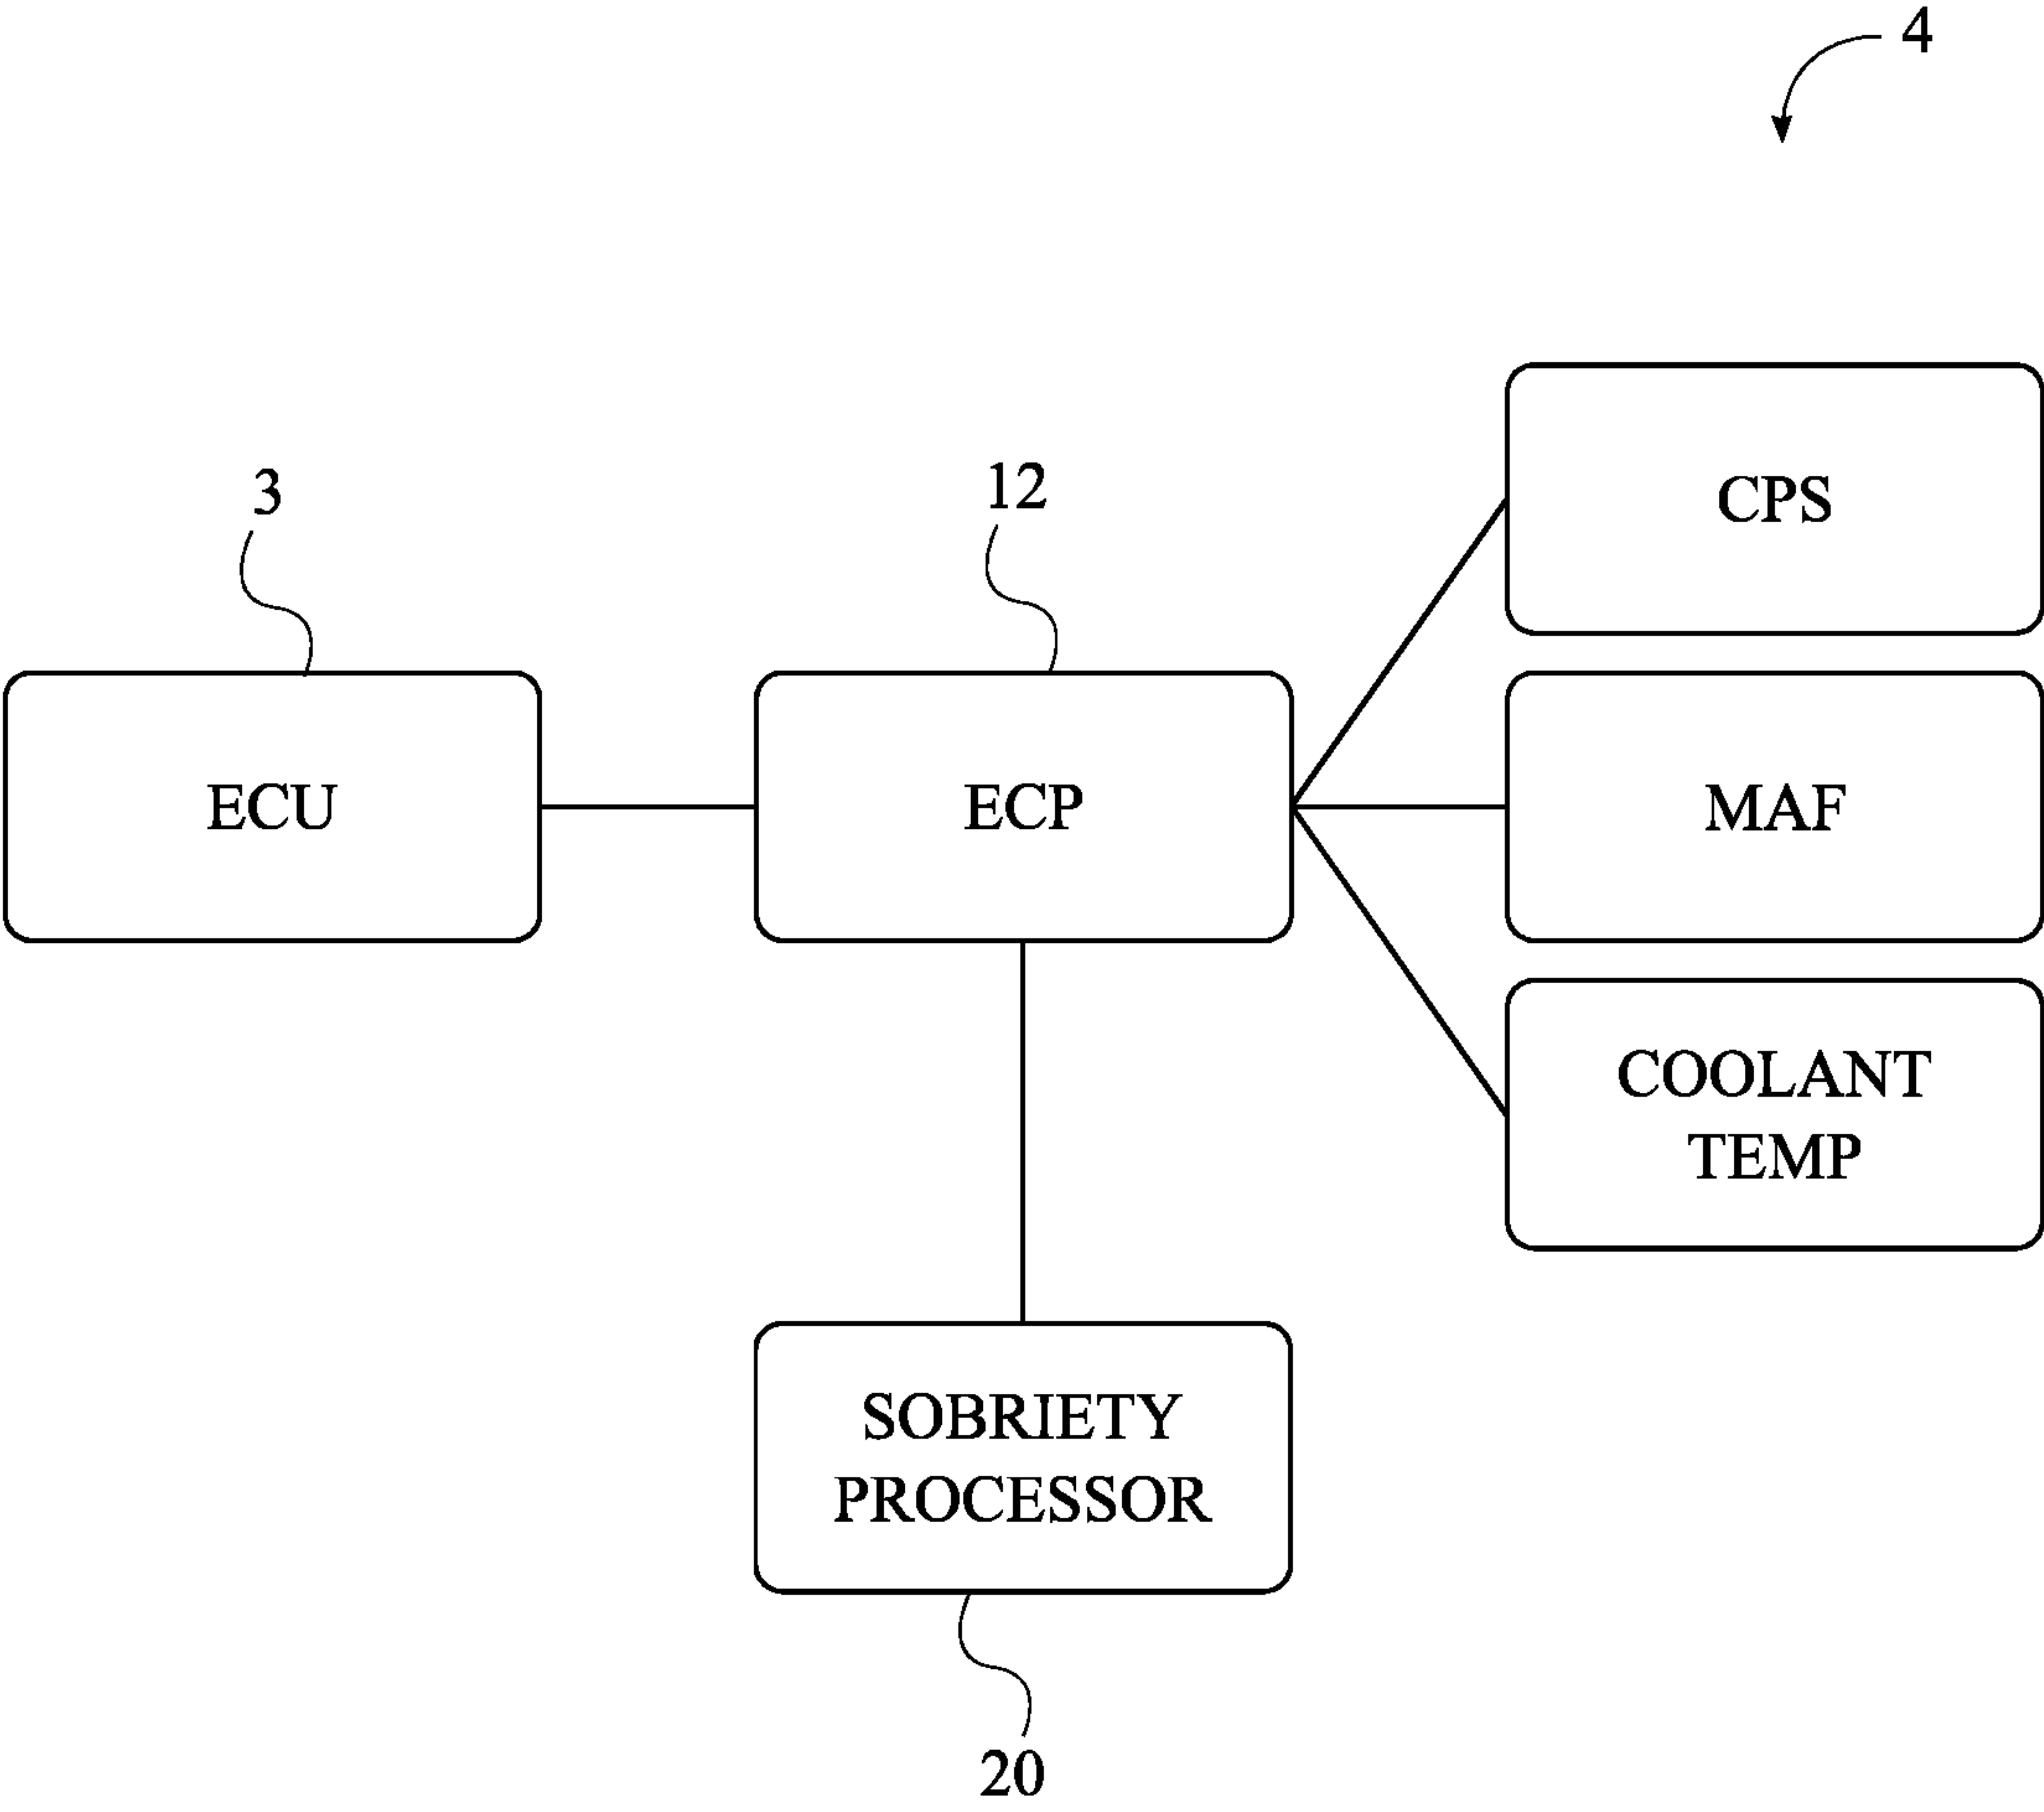 4
CPS
3
12
ECU
ECP
MAF
COOLANT
TEMP
SOBRIETY
PROCESSOR
20